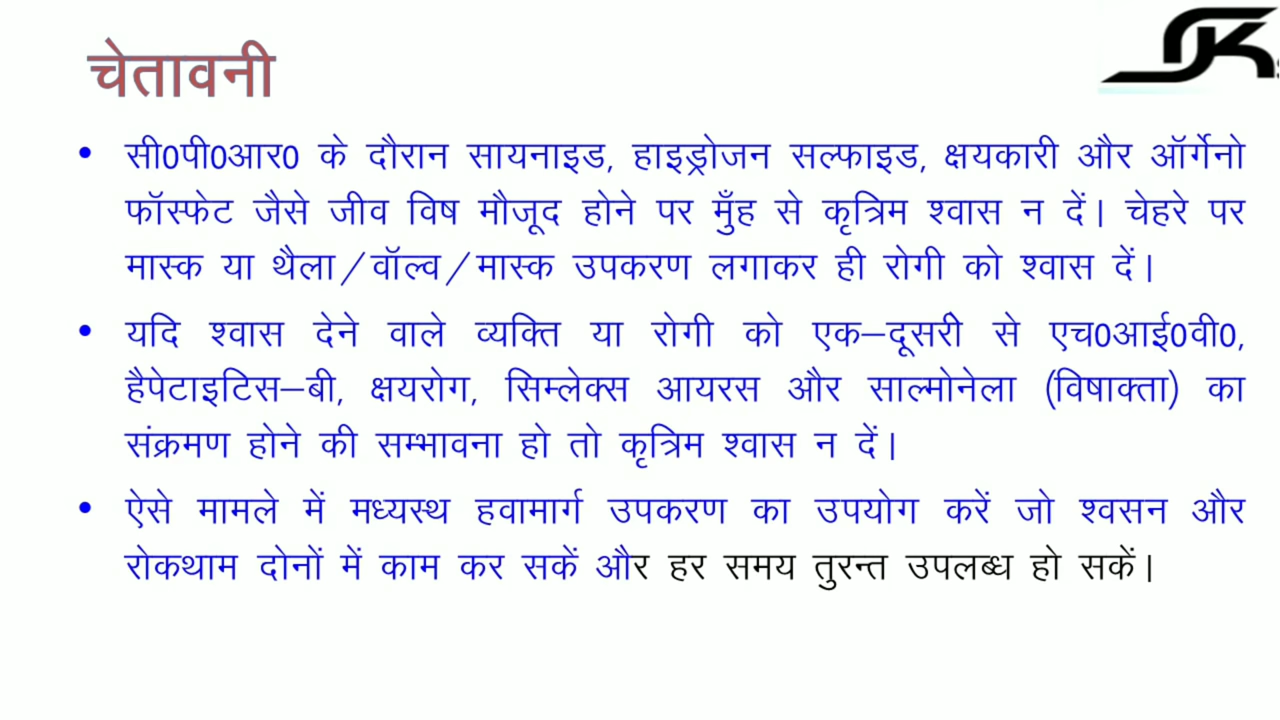 चेतावनी
JK
• सी0पी0आर0 के दौरान सायनाइड, हाइड्रोजन सल्फाइड, क्षयकारी और ऑर्गेनो
फॉस्फेट जैसे जीव विष मौजूद होने पर मुँह से कृत्रिम श्वास न दें। चेहरे पर
मास्क या थैला/वॉल्व/मास्क उपकरण लगाकर ही रोगी को श्वास दें।
• यदि श्वास देने वाले व्यक्ति या रोगी को एक–दूसरी से एच0आई0वी0,
हैपेटाइटिस–बी, क्षयरोग, सिम्लेक्स आयरस और साल्मोनेला (विषाक्ता) का
संक्रमण होने की सम्भावना हो तो कृत्रिम श्वास न दें।
• ऐसे मामले में मध्यस्थ हवामार्ग उपकरण का उपयोग करें जो श्वसन और
रोकथाम दोनों में काम कर सकें और हर समय तुरन्त उपलब्ध हो सकें।